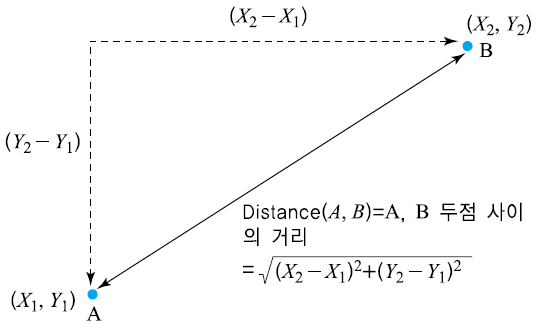 (X₂−X₁)
(X₂, Y₂)
B
(Y₂−Y₁)
Distance(A, B)=A, B 두점 사이
의 거리
=√(X₂−X₁)²+(Y₂−Y₁)²
(X₁, Y₁)
A